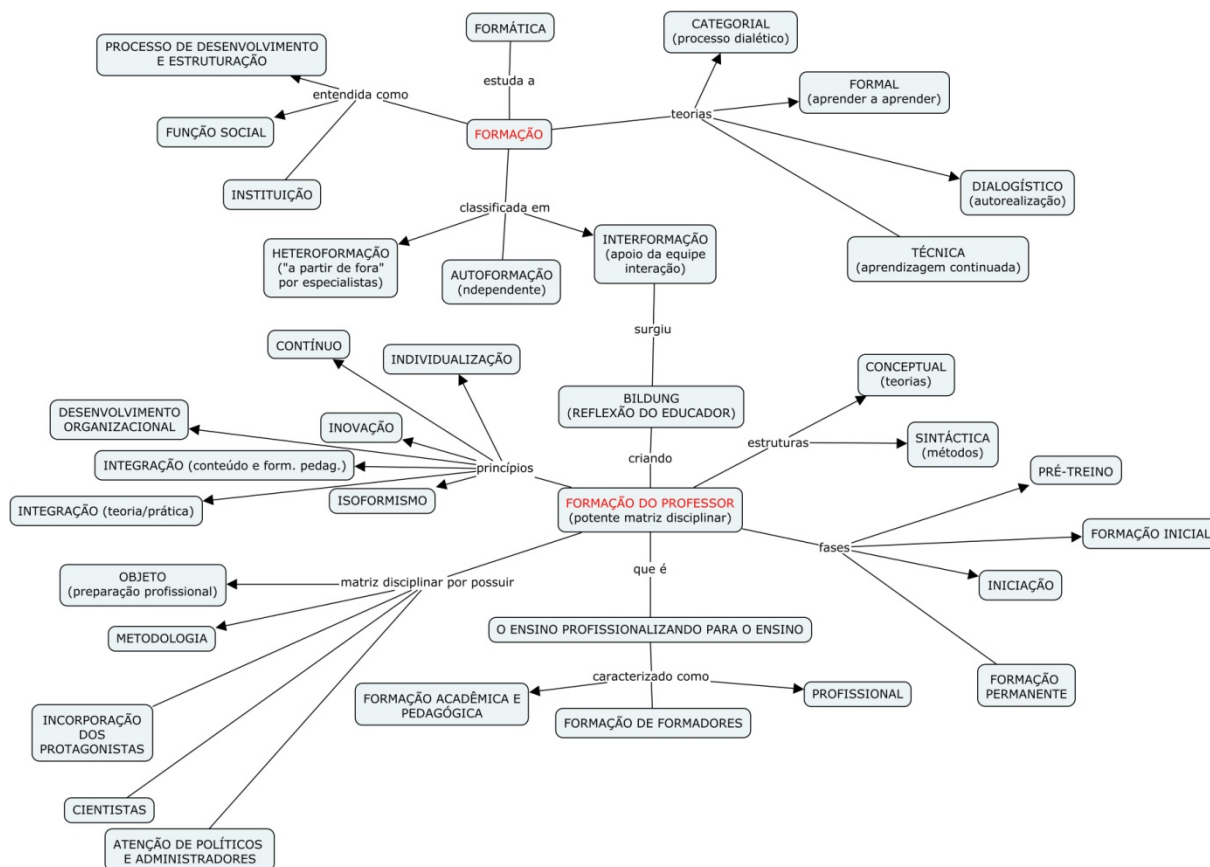 FORMÁTICA
estuda a
FORMAÇÃO
entendida como
PROCESSO DE DESENVOLVIMENTO
E ESTRUTURAÇÃO
FUNÇÃO SOCIAL
INSTITUIÇÃO
teorias
CATEGORIAL
(processo dialético)
FORMAL
(aprender a aprender)
DIALOGÍSTICO
(autorealização)
TÉCNICA
(aprendizagem continuada)
classificada em
HETEROFORMAÇÃO
("a partir de fora"
por especialistas)
AUTOFORMAÇÃO
(ndependente)
INTERFORMAÇÃO
(apoio da equipe
interação)
surgiu
BILDUNG
(REFLEXÃO DO EDUCADOR)
criando
FORMAÇÃO DO PROFESSOR
(potente matriz disciplinar)
princípios
CONTÍNUO
INDIVIDUALIZAÇÃO
DESENVOLVIMENTO
ORGANIZACIONAL
INOVAÇÃO
INTEGRAÇÃO (conteúdo e form. pedag.)
ISOFORMISMO
INTEGRAÇÃO (teoria/prática)
estruturas
CONCEPTUAL
(teorias)
SINTÁCTICA
(métodos)
fases
PRÉ-TREINO
FORMAÇÃO INICIAL
INICIAÇÃO
FORMAÇÃO
PERMANENTE
matriz disciplinar por possuir
OBJETO
(preparação profissional)
METODOLOGIA
INCORPORAÇÃO
DOS
PROTAGONISTAS
CIENTISTAS
ATENÇÃO DE POLÍTICOS
E ADMINISTRADORES
que é
O ENSINO PROFISSIONALIZANDO PARA O ENSINO
caracterizado como
FORMAÇÃO ACADÊMICA E
PEDAGÓGICA
FORMAÇÃO DE FORMADORES
PROFISSIONAL